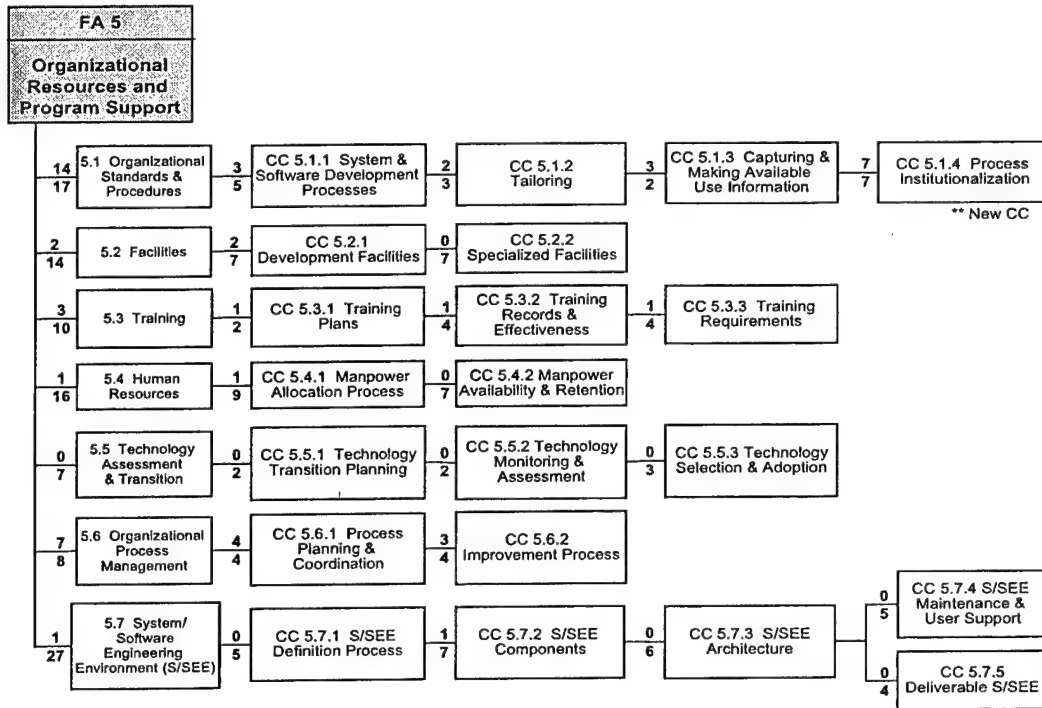 FA 5
Organizational
Resources and
Program Support
14
17
5.1 Organizational
Standards &
Procedures
3
5
CC 5.1.1 System &
Software Development
Processes
2
3
CC 5.1.2
Tailoring
3
2
CC 5.1.3 Capturing &
Making Available
Use Information
7
7
CC 5.1.4 Process
Institutionalization
** New CC
2
14
5.2 Facilities
2
7
CC 5.2.1
Development Facilities
0
7
CC 5.2.2
Specialized Facilities
3
10
5.3 Training
1
2
CC 5.3.1 Training
Plans
1
4
CC 5.3.2 Training
Records &
Effectiveness
1
4
CC 5.3.3 Training
Requirements
1
16
5.4 Human
Resources
1
9
CC 5.4.1 Manpower
Allocation Process
0
7
CC 5.4.2 Manpower
Availability & Retention
0
7
5.5 Technology
Assessment
& Transition
0
2
CC 5.5.1 Technology
Transition Planning
0
2
CC 5.5.2 Technology
Monitoring &
Assessment
0
3
CC 5.5.3 Technology
Selection & Adoption
7
8
5.6 Organizational
Process
Management
4
4
CC 5.6.1 Process
Planning &
Coordination
3
4
CC 5.6.2
Improvement Process
1
27
5.7 System/
Software
Engineering
Environment (S/SEE)
0
5
CC 5.7.1 S/SEE
Definition Process
1
7
CC 5.7.2 S/SEE
Components
0
6
CC 5.7.3 S/SEE
Architecture
0
5
CC 5.7.4 S/SEE
Maintenance &
User Support
0
4
CC 5.7.5
Deliverable S/SEE